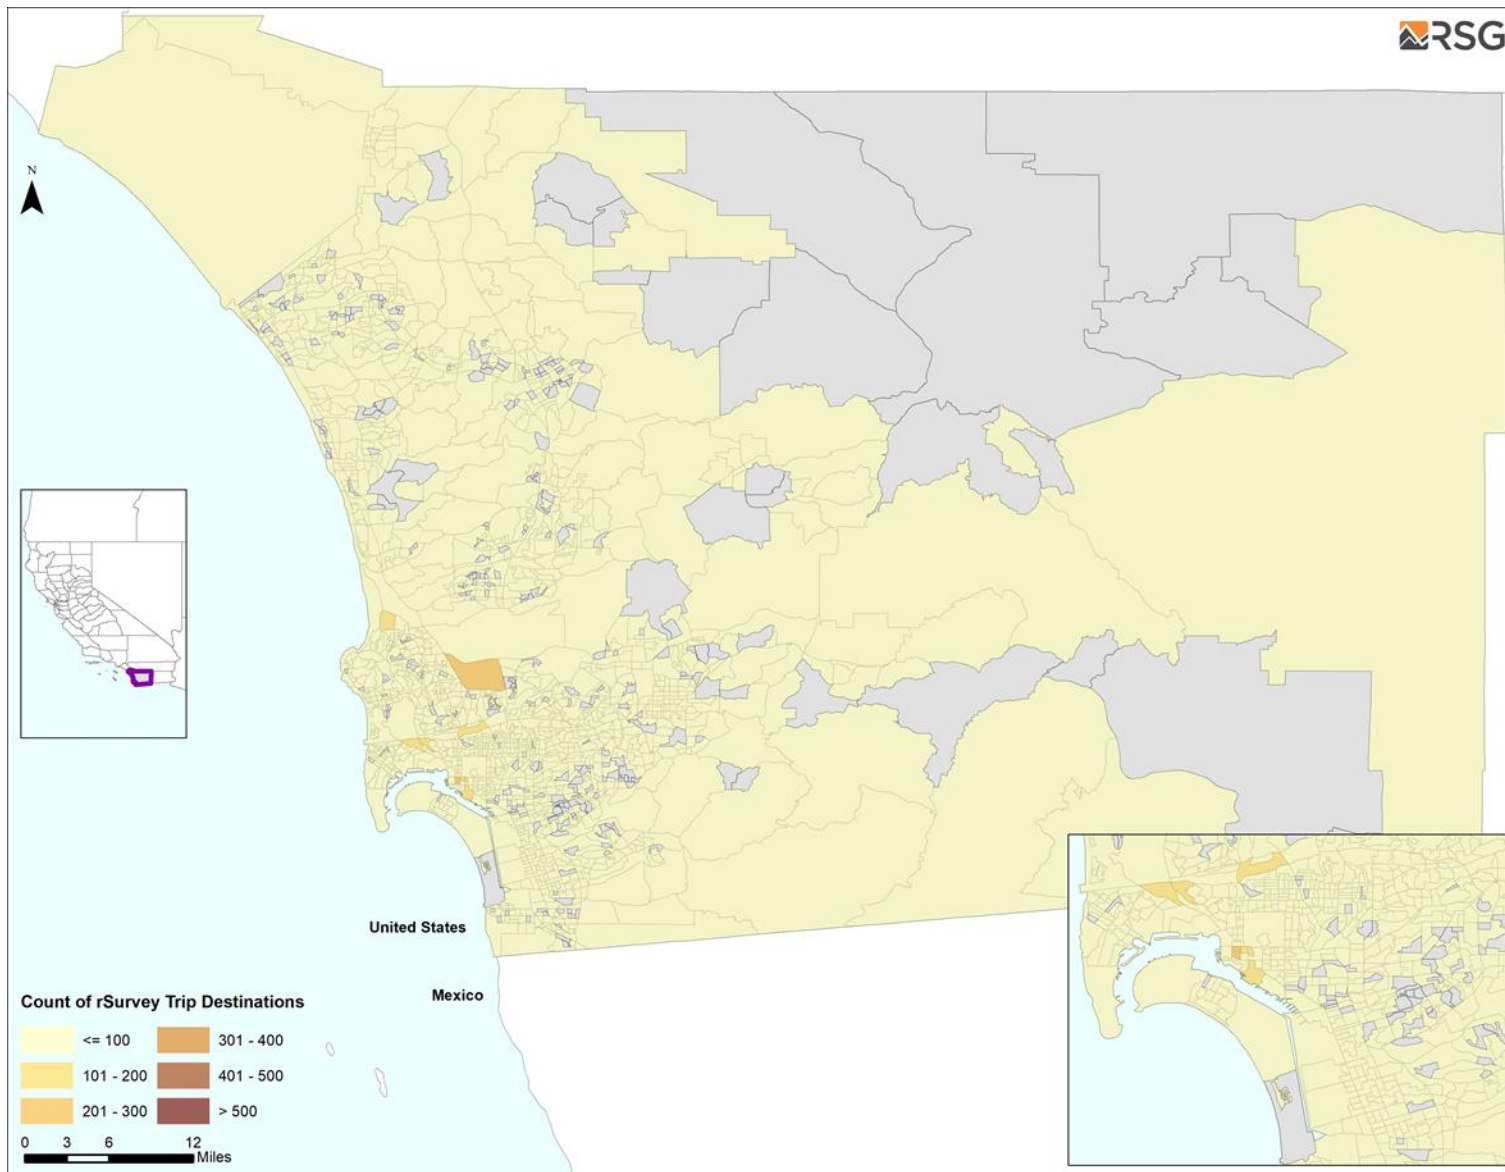 RSG
N
United States
Mexico
Count of rSurvey Trip Destinations
<= 100
301 - 400
101 - 200
401 - 500
201 - 300
> 500
0 3 6 12
Miles